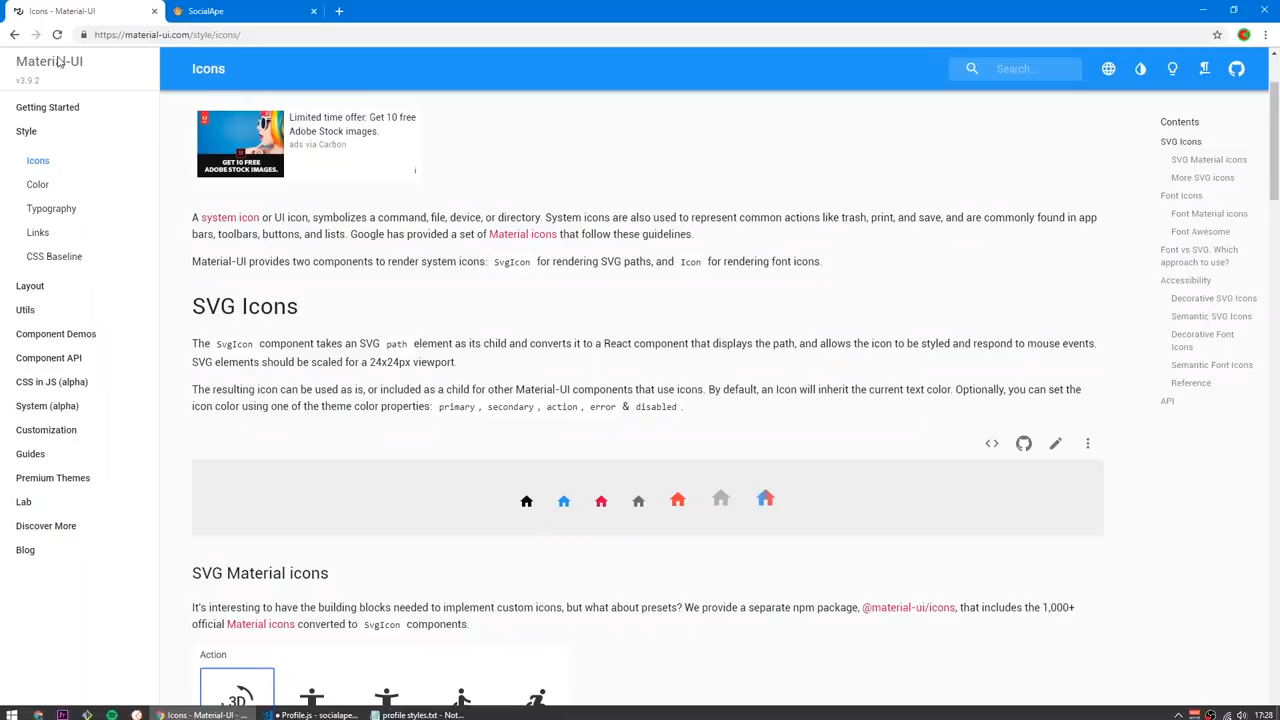 Icons - Material-UI
SocialApe
https://material-ui.com/style/icons/
Material-UI
v3.9.2
Getting Started
Style
Icons
Color
Typography
Links
CSS Baseline
Layout
Utils
Component Demos
Component API
CSS in JS (alpha)
System (alpha)
Customization
Guides
Premium Themes
Lab
Discover More
Blog
Icons
Search...
GET 10 FREE
ADOBE STOCK IMAGES.
Limited time offer: Get 10 free
Adobe Stock images.
ads via Carbon
A system icon or UI icon, symbolizes a command, file, device, or directory. System icons are also used to represent common actions like trash, print, and save, and are commonly found in app
bars, toolbars, buttons, and lists. Google has provided a set of Material icons that follow these guidelines.
Material-UI provides two components to render system icons: SvgIcon for rendering SVG paths, and Icon for rendering font icons.
SVG Icons
The SvgIcon component takes an SVG path element as its child and converts it to a React component that displays the path, and allows the icon to be styled and respond to mouse events.
SVG elements should be scaled for a 24x24px viewport.
The resulting icon can be used as is, or included as a child for other Material-UI components that use icons. By default, an Icon will inherit the current text color. Optionally, you can set the
icon color using one of the theme color properties: primary, secondary, action, error & disabled.
SVG Material icons
It's interesting to have the building blocks needed to implement custom icons, but what about presets? We provide a separate npm package, @material-ui/icons, that includes the 1,000+
official Material icons converted to SvgIcon components.
Action
3D
Contents
SVG Icons
SVG Material icons
More SVG icons
Font Icons
Font Material icons
Font Awesome
Font vs SVG. Which
approach to use?
Accessibility
Decorative SVG Icons
Semantic SVG Icons
Decorative Font
Icons
Semantic Font Icons
Reference
API
Icons - Material-UI - ...
Profile.js - socialape...
profile styles.txt - Not...
17:28